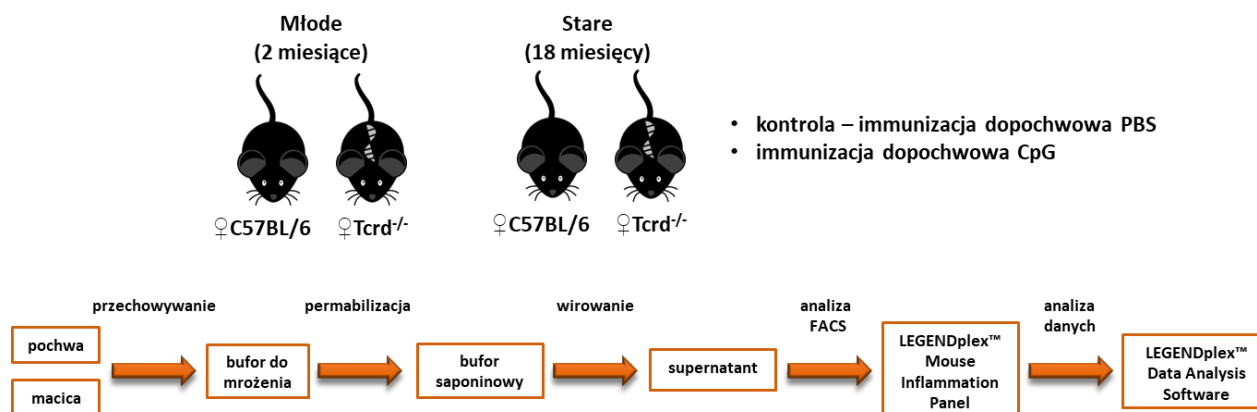 Młode
(2 miesiące)
Stare
(18 miesięcy)
♀C57BL/6
♀Tcrd-/-
♀C57BL/6
♀Tcrd-/-
• kontrola – immunizacja dopochwowa PBS
• immunizacja dopochwowa CpG
przechowywanie
permabilizacja
wirowanie
analiza
FACS
analiza
danych
pochwa
macica
bufor do
mrożenia
bufor
saponinowy
supernatant
LEGENDplex™
Mouse
Inflammation
Panel
LEGENDplex™
Data Analysis
Software